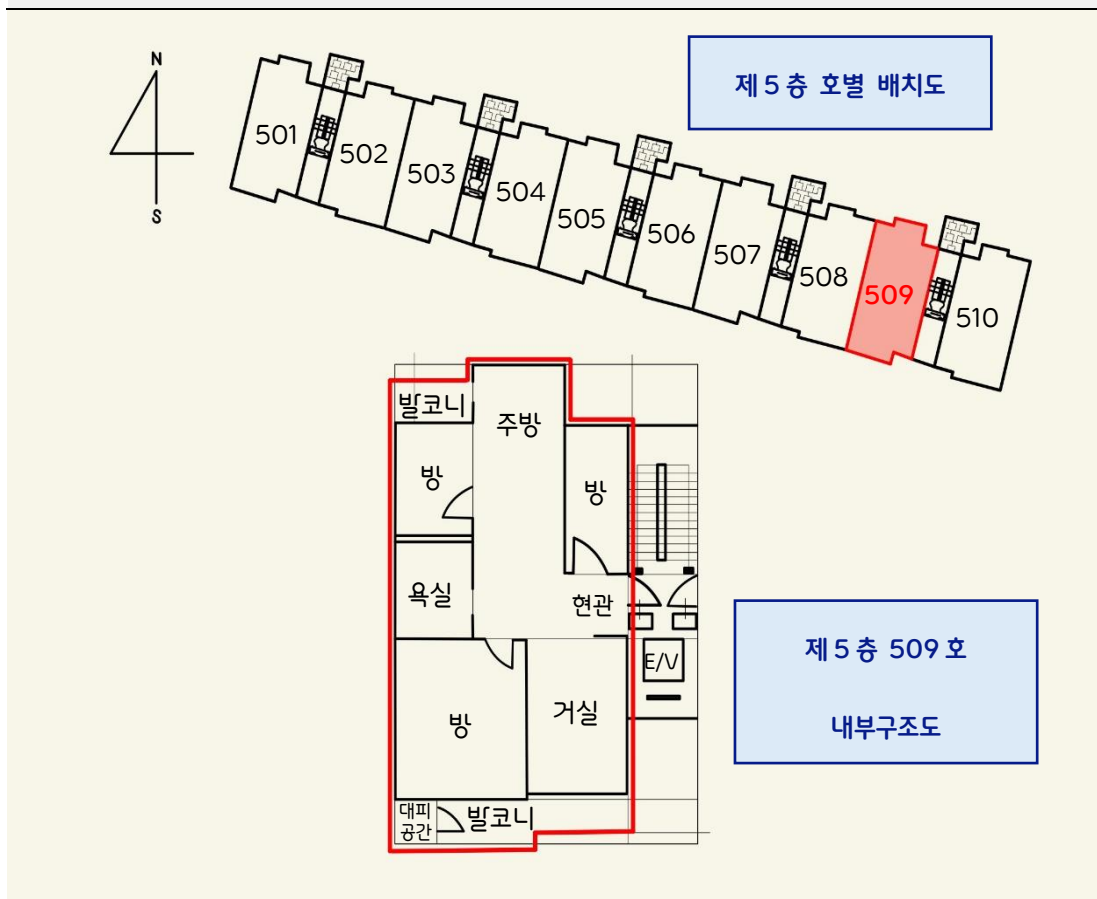 제 5 층 호별 배치도
N
S
501
502
503
504
505
506
507
508
509
510
발코니
주방
방
방
욕실
현관
E/V
방
거실
대피
공간
발코니
제 5 층 509 호
내부구조도